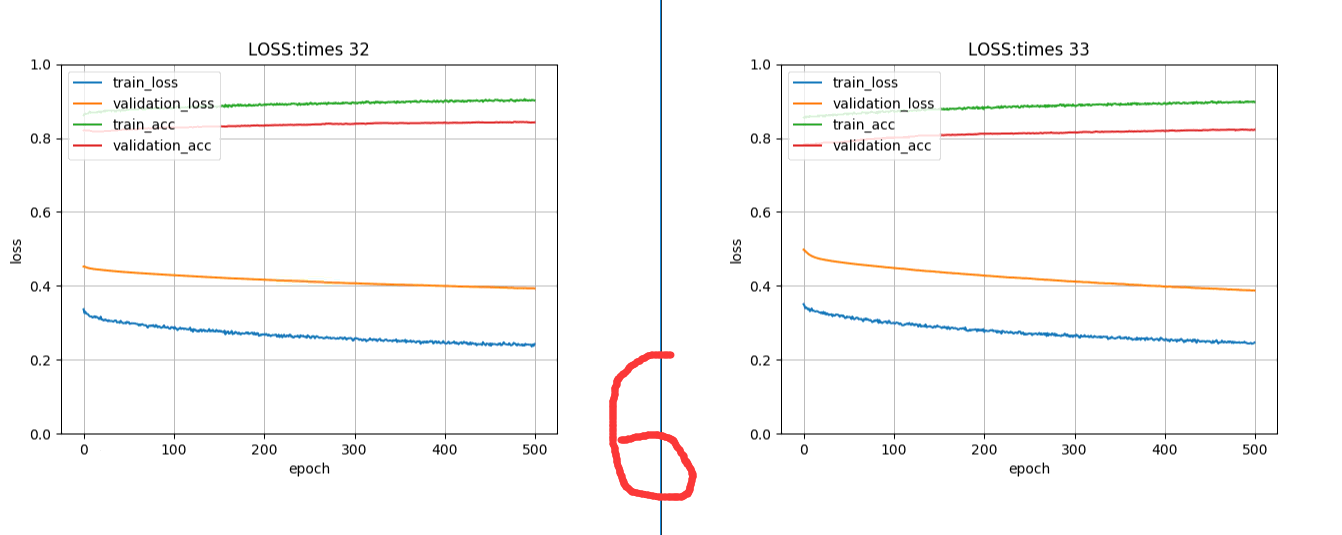 LOSS:times 32
train_loss
validation_loss
train_acc
validation_acc
1.0
0.8
0.6
0.4
0.2
0.0
loss
0 100 200 300 400 500
epoch
6
LOSS:times 33
train_loss
validation_loss
train_acc
validation_acc
1.0
0.8
0.6
0.4
0.2
0.0
loss
0 100 200 300 400 500
epoch